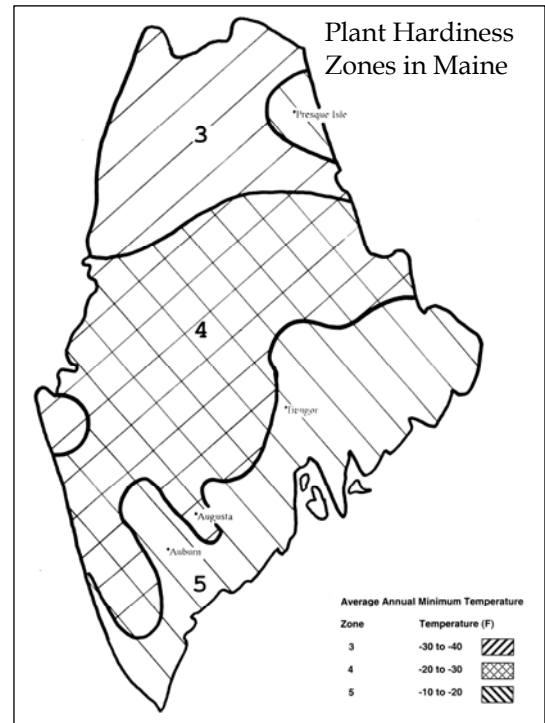 Plant Hardiness
Zones in Maine
Presque Isle
3
4
Augusta
Auburn
5
Average Annual Minimum Temperature
Zone Temperature (F)
3 -30 to -40
4 -20 to -30
5 -10 to -20